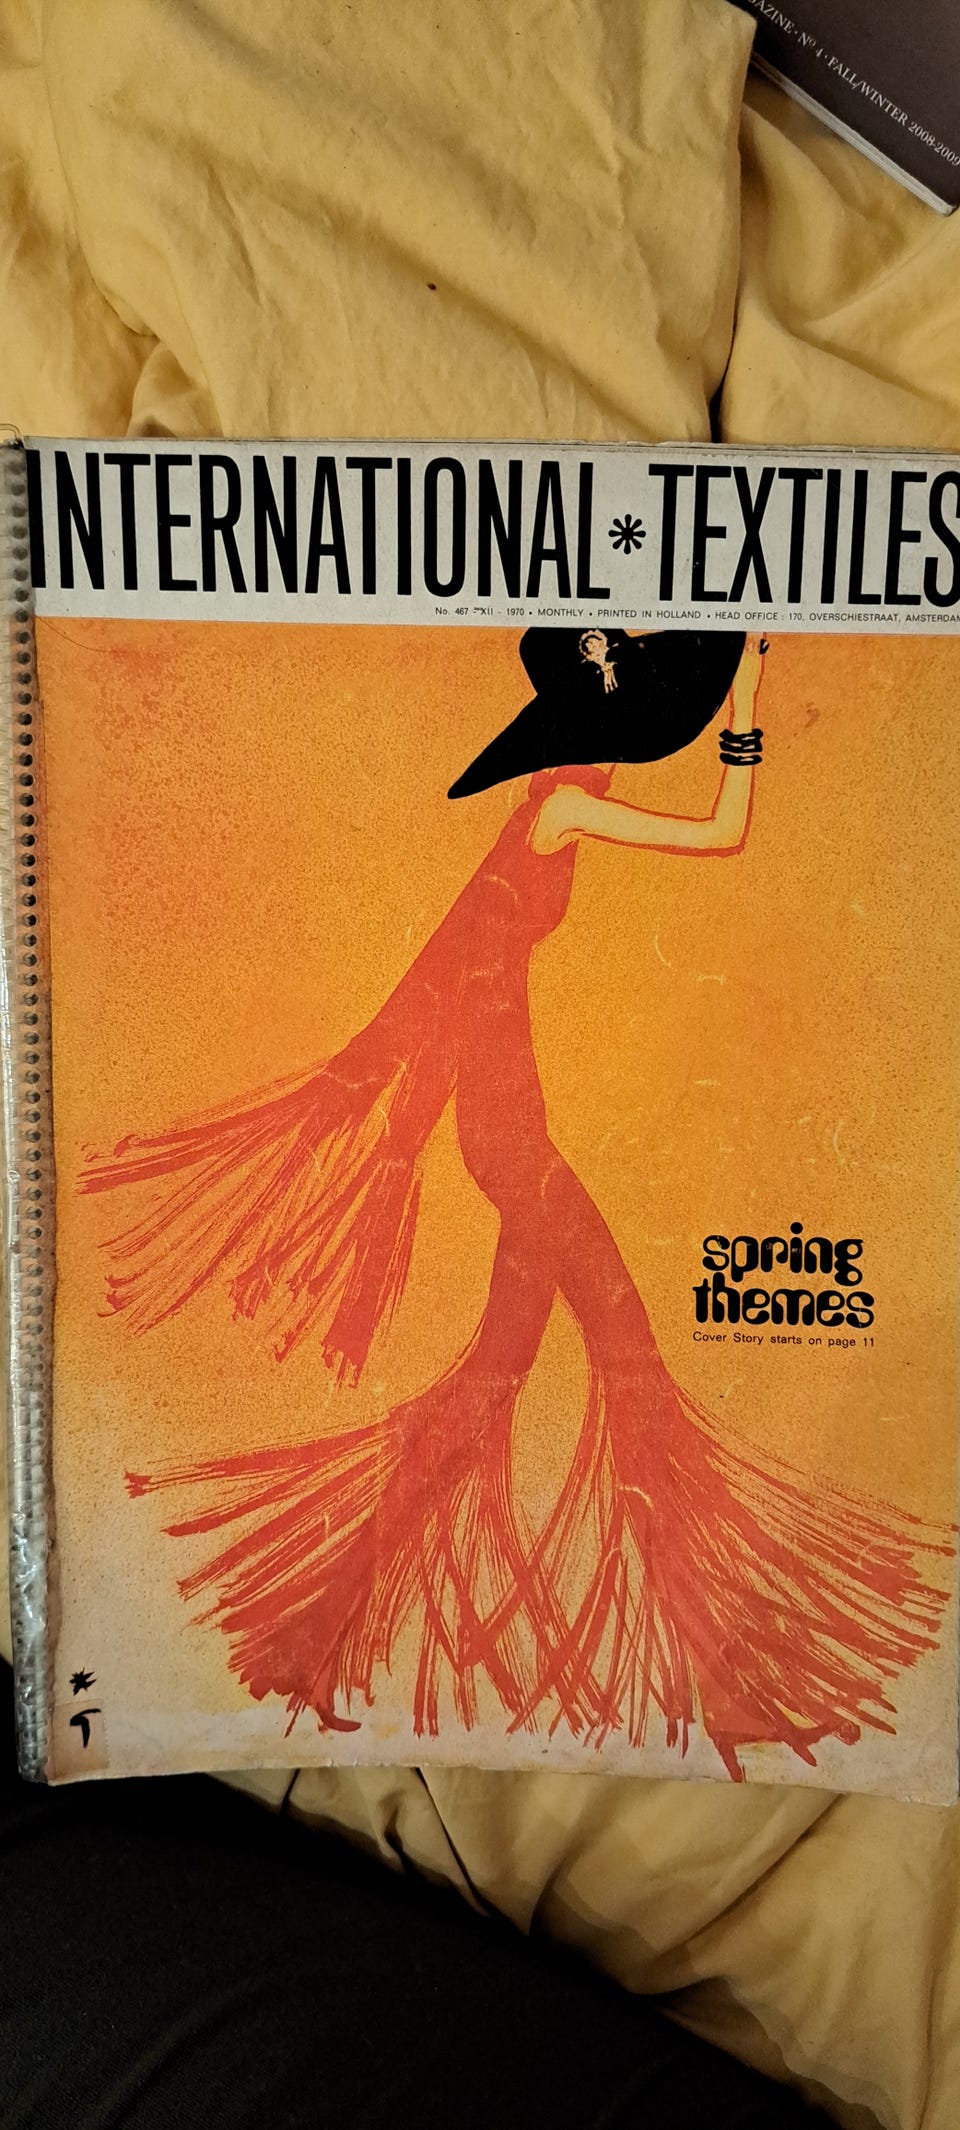 AZINE · Nº 4 · FALL/WINTER 2008-2009
INTERNATIONAL * TEXTILES
No. 467 XII - 1970 • MONTHLY • PRINTED IN HOLLAND • HEAD OFFICE : 170, OVERSCHIESTRAAT, AMSTERDAM
spring
themes
Cover Story starts on page 11